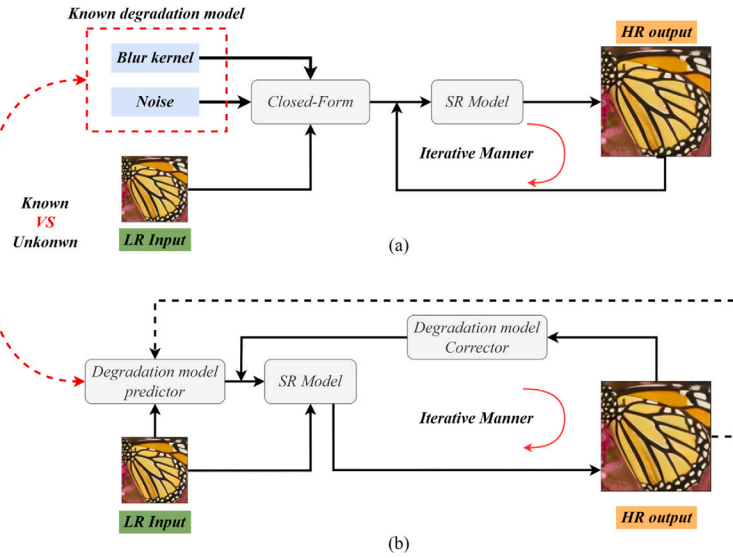 Known degradation model
HR output
Blur kernel
Noise
Closed-Form
SR Model
Iterative Manner
Known
VS
Unkonwn
LR Input
(a)
Degradation model
Corrector
Degradation model
predictor
SR Model
Iterative Manner
LR Input
HR output
(b)